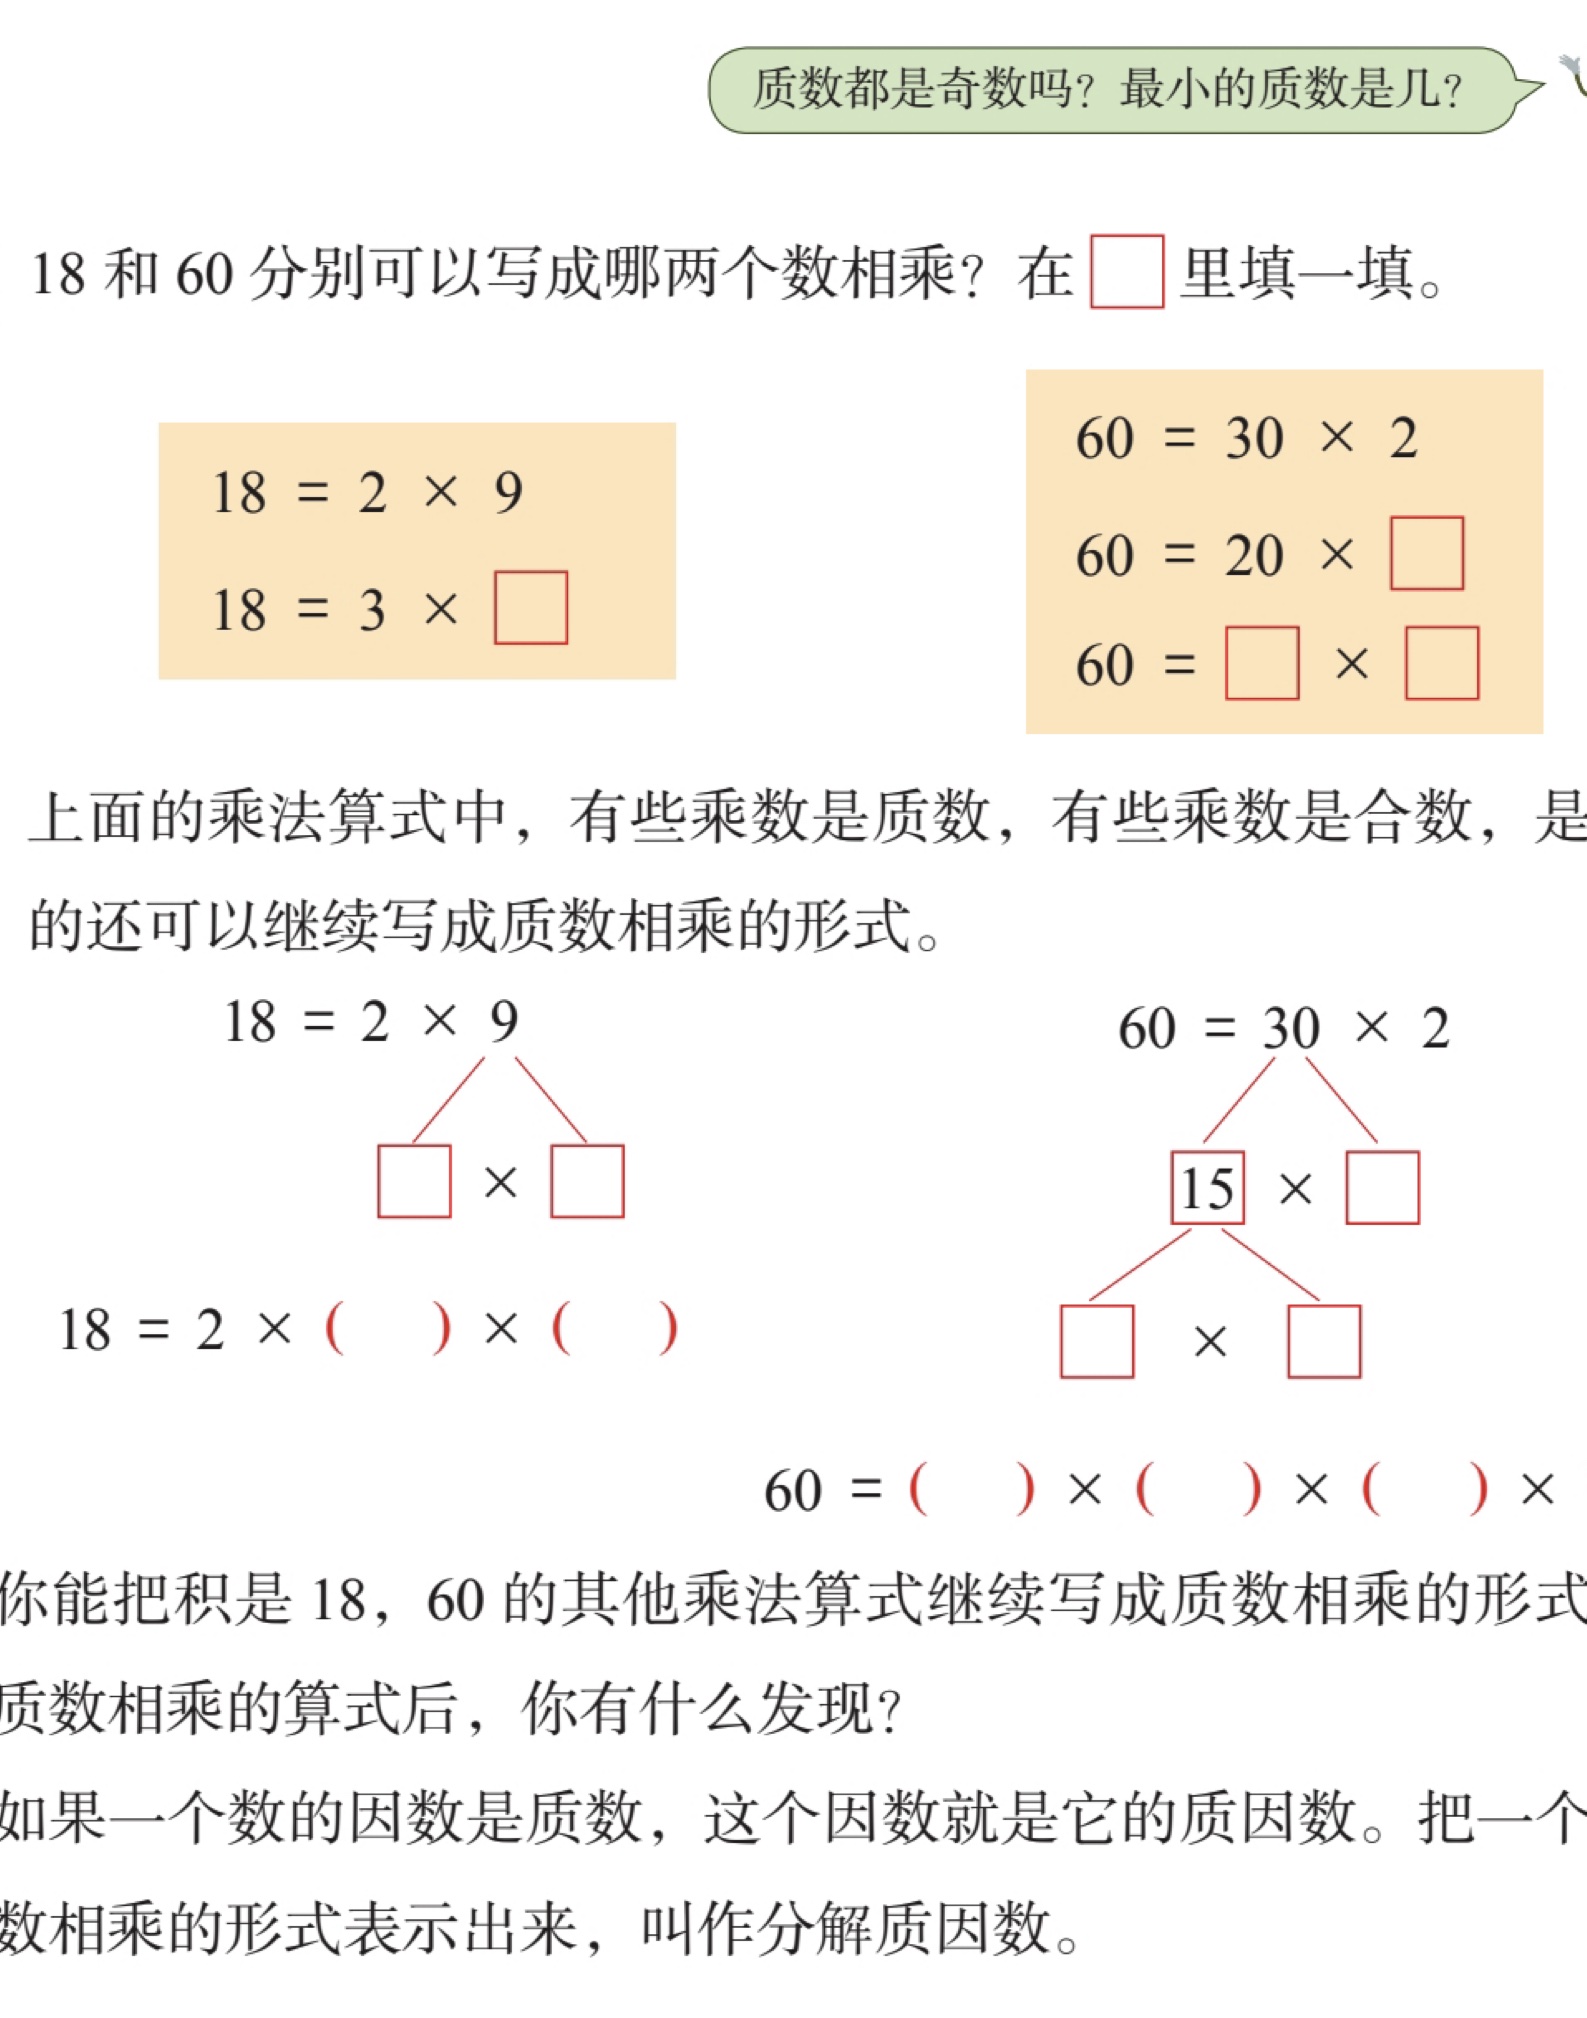 质数都是奇数吗？最小的质数是几？
18 和 60 分别可以写成哪两个数相乘？在 □ 里填一填。
18 = 2 × 9
18 = 3 × □
60 = 30 × 2
60 = 20 × □
60 = □ × □
上面的乘法算式中，有些乘数是质数，有些乘数是合数，是
的还可以继续写成质数相乘的形式。
18 = 2 × 9
□ × □
18 = 2 × (    ) × (    )
60 = 30 × 2
15 × □
□ × □
60 = (    ) × (    ) × (    ) ×
你能把积是 18，60 的其他乘法算式继续写成质数相乘的形式
质数相乘的算式后，你有什么发现？
如果一个数的因数是质数，这个因数就是它的质因数。把一个
数相乘的形式表示出来，叫作分解质因数。